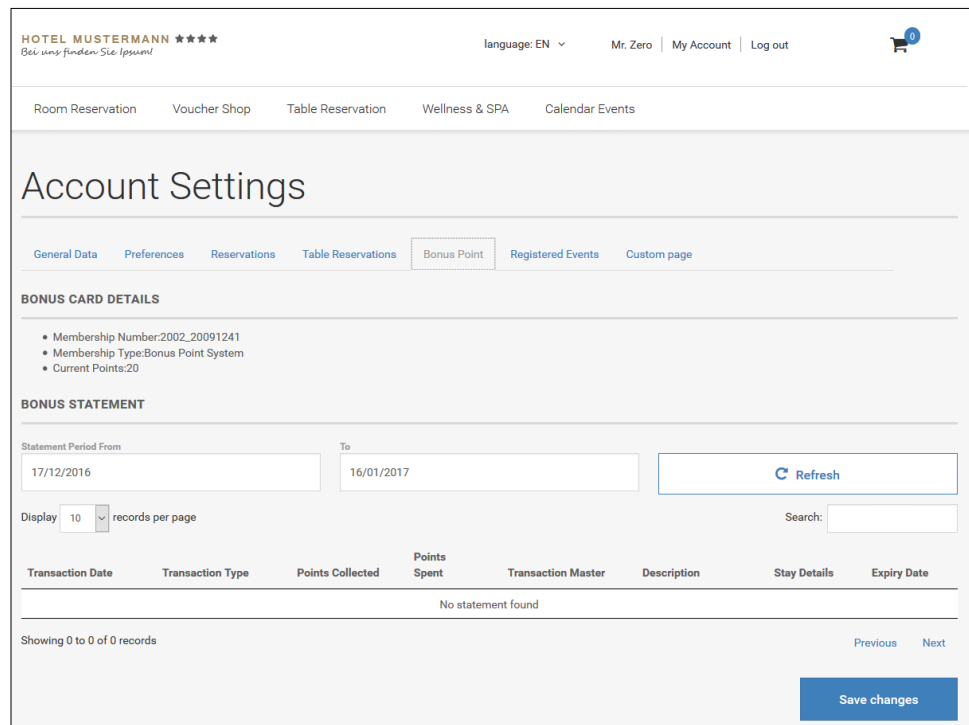 HOTEL MUSTERMANN ★★★★
Bei uns finden Sie Ipsum!
language: EN
Mr. Zero | My Account | Log out
0
Room Reservation Voucher Shop Table Reservation Wellness & SPA Calendar Events
Account Settings
General Data Preferences Reservations Table Reservations Bonus Point Registered Events Custom page
BONUS CARD DETAILS
• Membership Number:2002_20091241
• Membership Type:Bonus Point System
• Current Points:20
BONUS STATEMENT
Statement Period From To
17/12/2016 16/01/2017 Refresh
Display 10 records per page Search:
Transaction Date Transaction Type Points Collected Points Spent Transaction Master Description Stay Details Expiry Date
No statement found
Showing 0 to 0 of 0 records Previous Next
Save changes